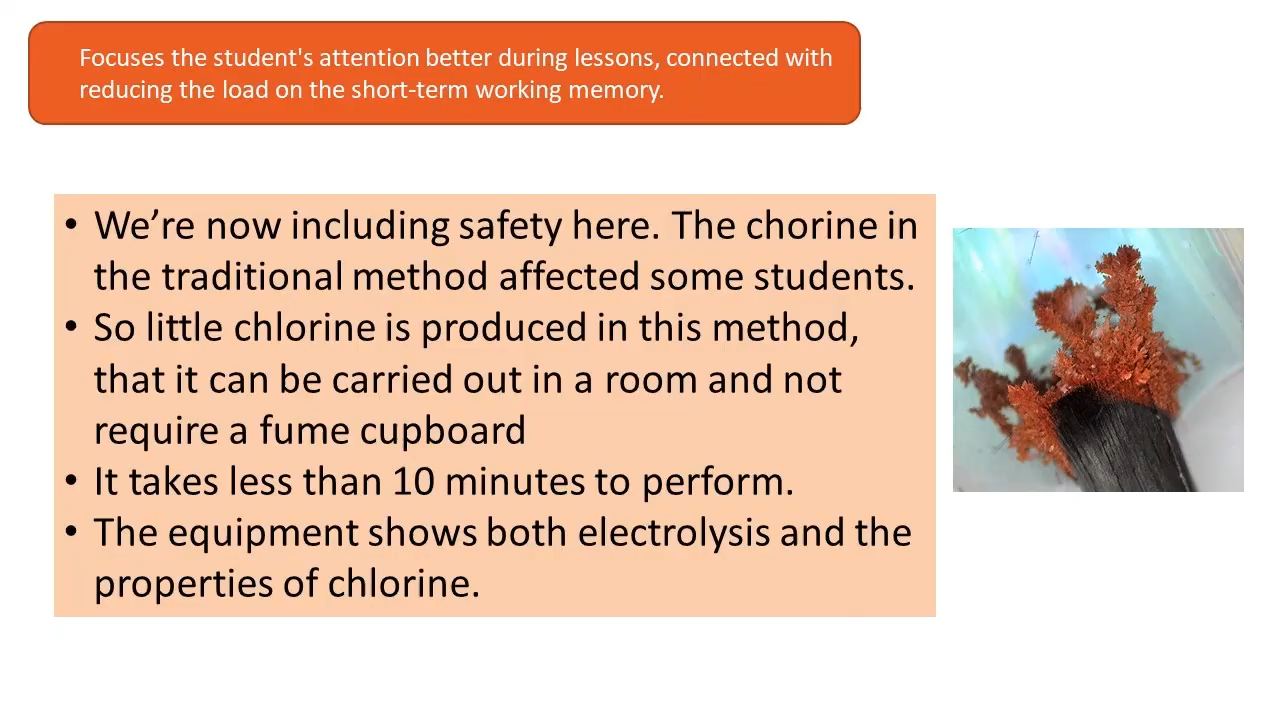 Focuses the student's attention better during lessons, connected with
reducing the load on the short-term working memory.
• We’re now including safety here. The chorine in
the traditional method affected some students.
• So little chlorine is produced in this method,
that it can be carried out in a room and not
require a fume cupboard
• It takes less than 10 minutes to perform.
• The equipment shows both electrolysis and the
properties of chlorine.